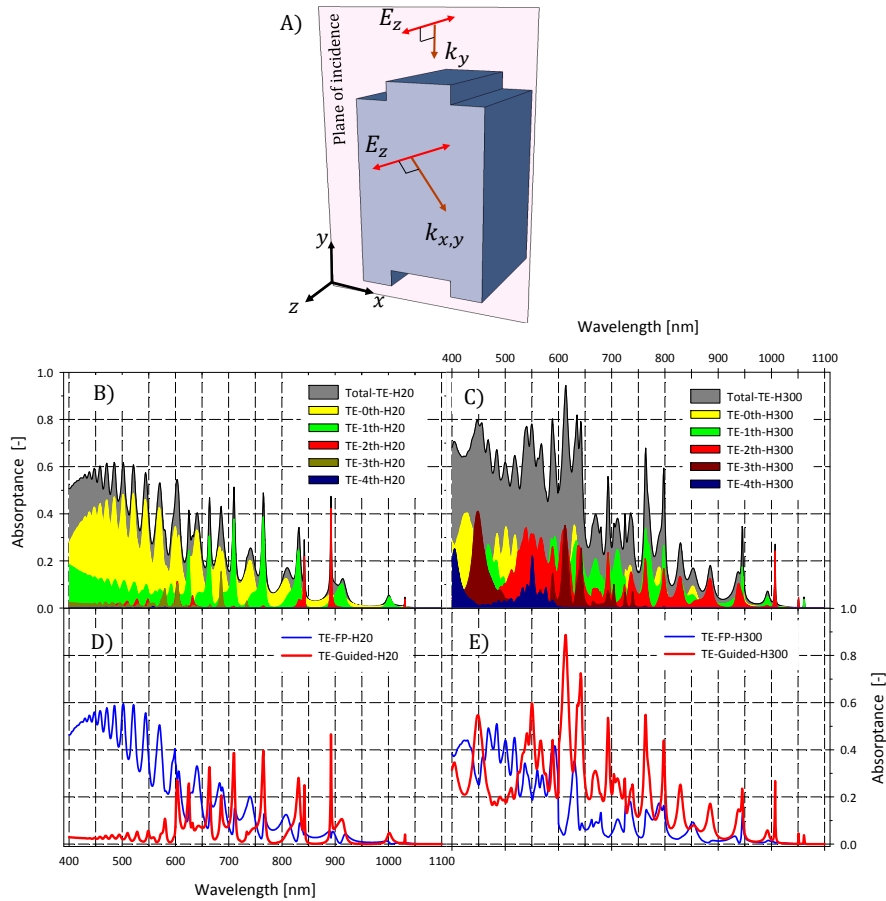 A)
Plane of incidence
E_z
k_y
E_z
k_{x,y}
y
z
x
Wavelength [nm]
400 500 600 700 800 900 1000 1100
1.0
0.8
0.6
0.4
0.2
0.0
Absorptance [-]
B)
Total-TE-H20
TE-0th-H20
TE-1th-H20
TE-2th-H20
TE-3th-H20
TE-4th-H20
C)
Total-TE-H300
TE-0th-H300
TE-1th-H300
TE-2th-H300
TE-3th-H300
TE-4th-H300
D)
TE-FP-H20
TE-Guided-H20
E)
TE-FP-H300
TE-Guided-H300
1.0
0.8
0.6
0.4
0.2
0.0
Absorptance [-]
400 500 600 700 800 900 1000
Wavelength [nm]